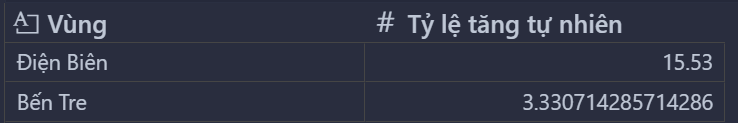 Vùng # Tỷ lệ tăng tự nhiên
Điện Biên 15.53
Bến Tre 3.330714285714286